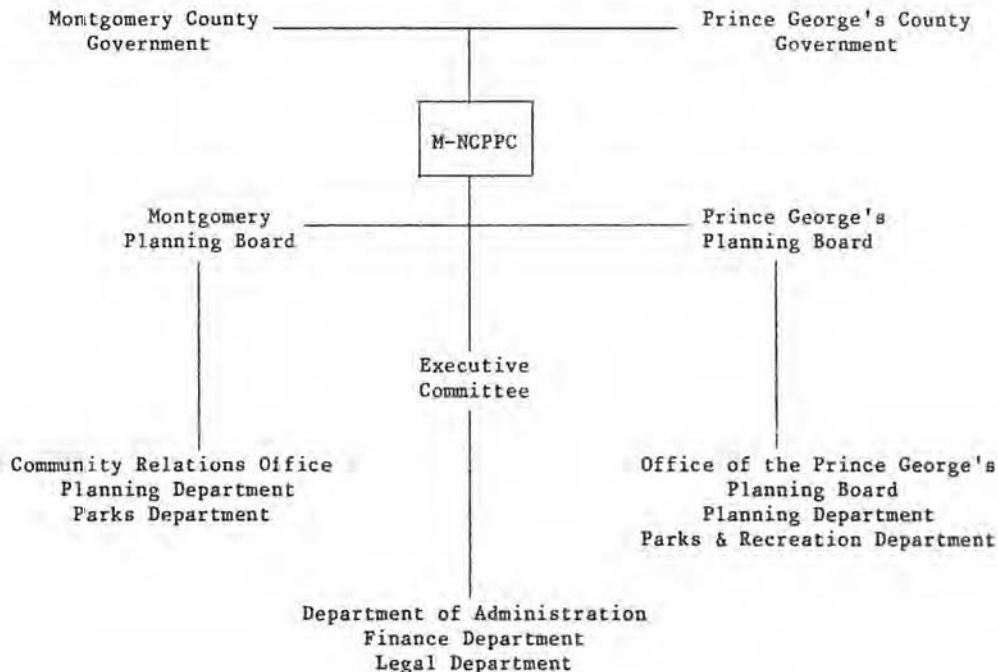 Montgomery County
Government
Prince George's County
Government
M-NCPPC
Montgomery
Planning Board
Prince George's
Planning Board
Executive
Committee
Community Relations Office
Planning Department
Parks Department
Office of the Prince George's
Planning Board
Planning Department
Parks & Recreation Department
Department of Administration
Finance Department
Legal Department